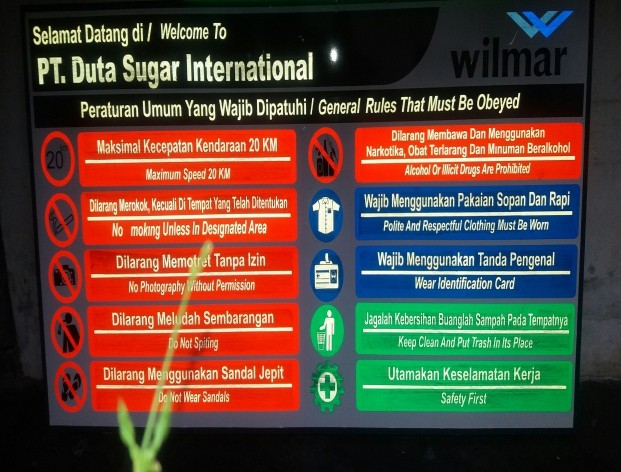 Selamat Datang di / Welcome To
PT. Duta Sugar International
wilmar
Peraturan Umum Yang Wajib Dipatuhi / General Rules That Must Be Obeyed
20
Maksimal Kecepatan Kendaraan 20 KM
Maximum Speed 20 KM
Dilarang Merokok, Kecuali Di Tempat Yang Telah Ditentukan
No moking Unless In Designated Area
Dilarang Memotret Tanpa Izin
No Photography Without Permission
Dilarang Meludah Sembarangan
Do Not Spiting
Dilarang Menggunakan Sandal Jepit
Do Not Wear Sandals
Dilarang Membawa Dan Menggunakan
Narkotika, Obat Terlarang Dan Minuman Beralkohol
Alcohol Or Illicit Drugs Are Prohibited
Wajib Menggunakan Pakaian Sopan Dan Rapi
Polite And Respectful Clothing Must Be Worn
Wajib Menggunakan Tanda Pengenal
Wear Identification Card
Jagalah Kebersihan Buanglah Sampah Pada Tempatnya
Keep Clean And Put Trash In Its Place
Utamakan Keselamatan Kerja
Safety First